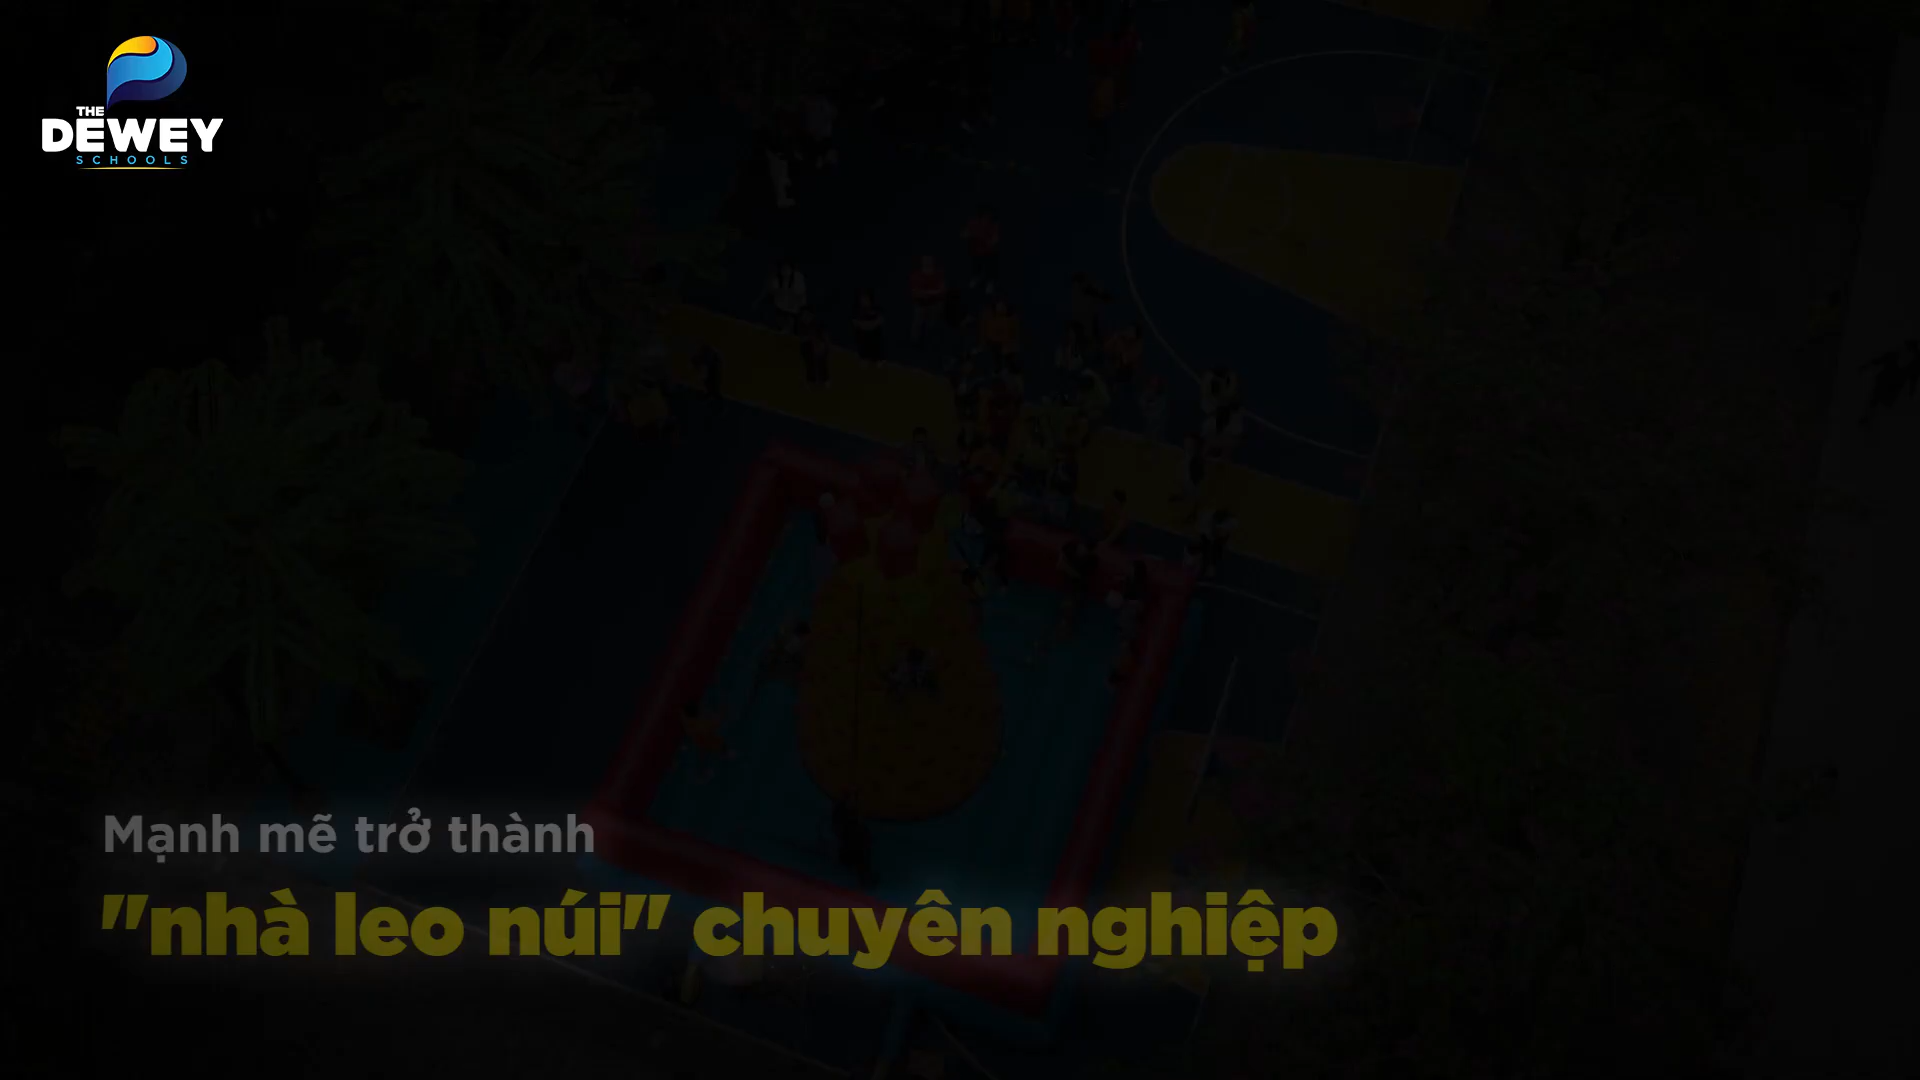 THE
DEWEY
SCHOOLS
Mạnh mẽ trở thành
"nhà leo núi" chuyên nghiệp